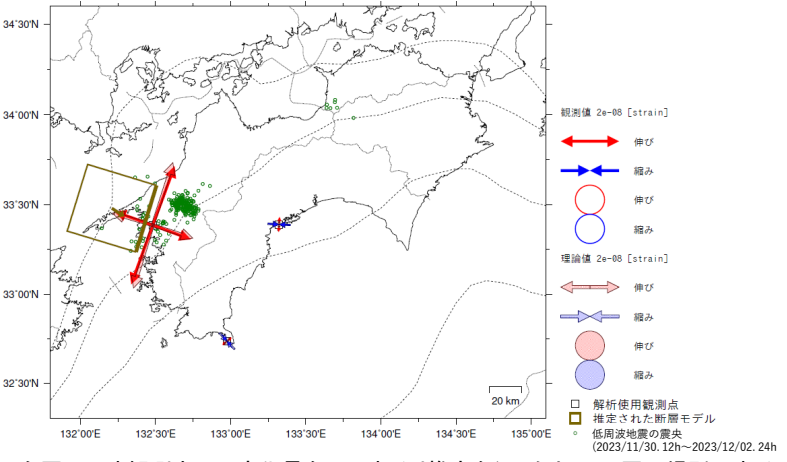 34°30'N
34°00'N
33°30'N
33°00'N
32°30'N
132°00'E
132°30'E
133°00'E
133°30'E
134°00'E
134°30'E
135°00'E
20 km
観測値 2e-08 [strain]
伸び
縮み
伸び
縮み
理論値 2e-08 [strain]
伸び
縮み
伸び
縮み
解析使用観測点
推定された断層モデル
低周波地震の震央
(2023/11/30.12h～2023/12/02.24h